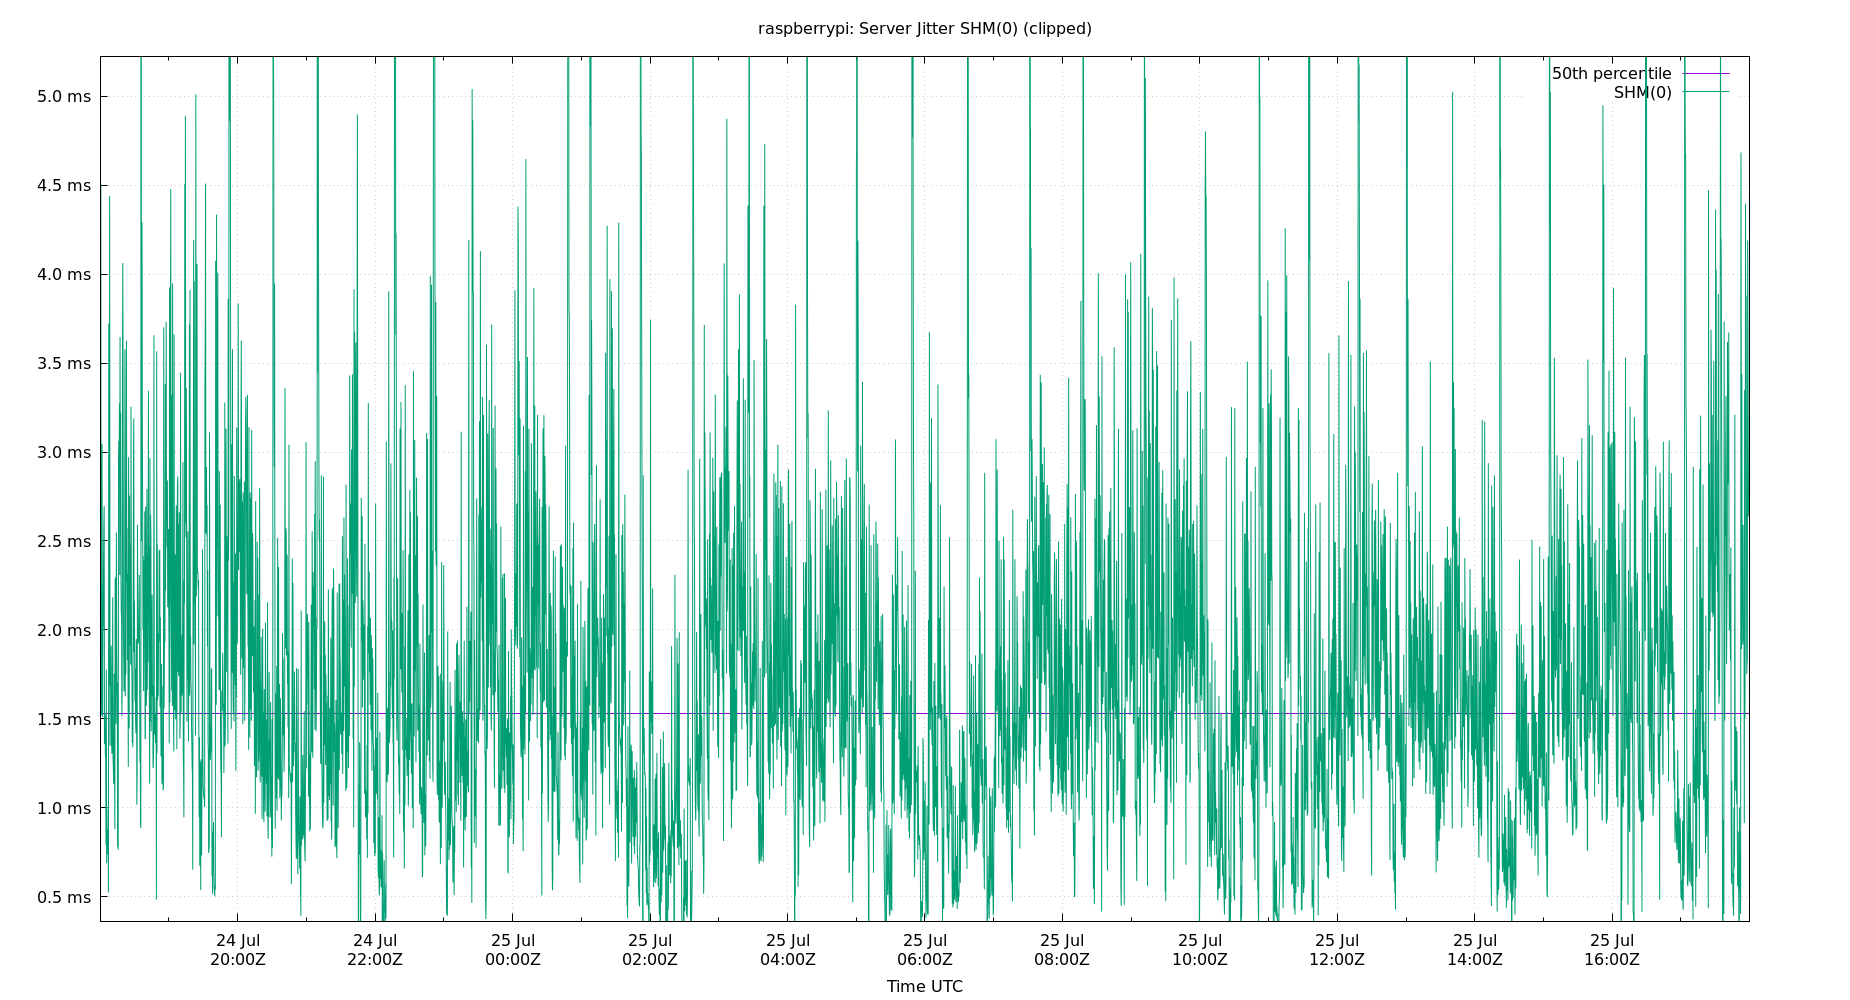 raspberrypi: Server Jitter SHM(0) (clipped)
50th percentile
SHM(0)
5.0 ms
4.5 ms
4.0 ms
3.5 ms
3.0 ms
2.5 ms
2.0 ms
1.5 ms
1.0 ms
0.5 ms
24 Jul 24 Jul 25 Jul 25 Jul 25 Jul 25 Jul 25 Jul 25 Jul 25 Jul 25 Jul 25 Jul
20:00Z 22:00Z 00:00Z 02:00Z 04:00Z 06:00Z 08:00Z 10:00Z 12:00Z 14:00Z 16:00Z
Time UTC